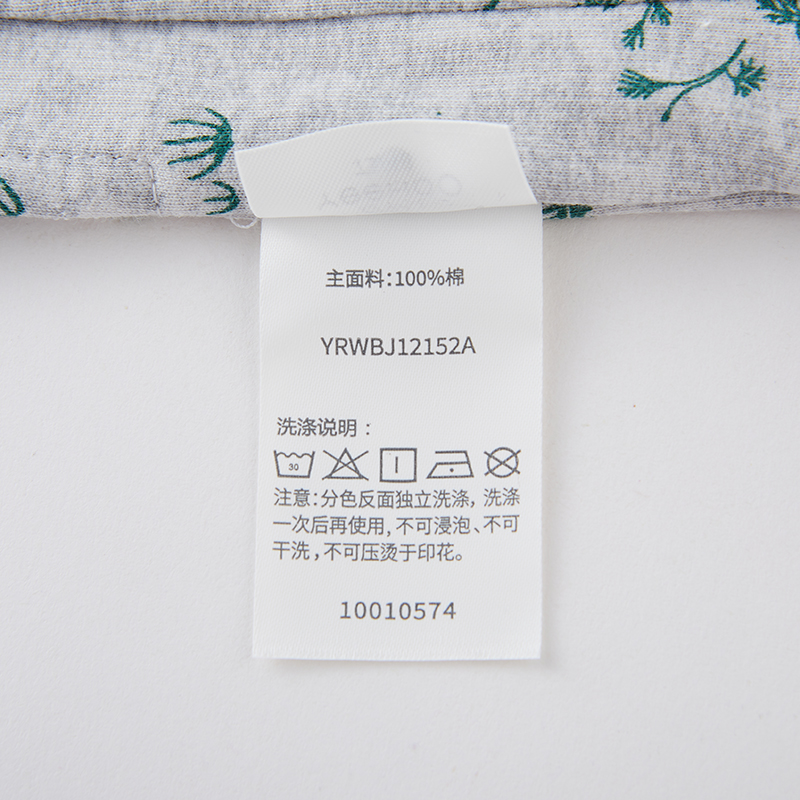 主面料:100%棉
YRWBJ12152A
洗涤说明:
30
注意:分色反面独立洗涤,洗涤
一次后再使用,不可浸泡、不可
干洗,不可压烫于印花。
10010574